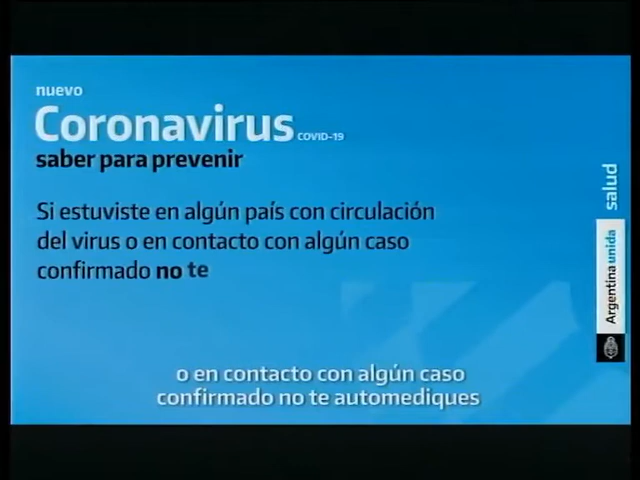 nuevo
Coronavirus COVID-19
saber para prevenir
Si estuviste en algún país con circulación
del virus o en contacto con algún caso
confirmado no te
salud
Argentina unida
o en contacto con algún caso
confirmado no te automediques